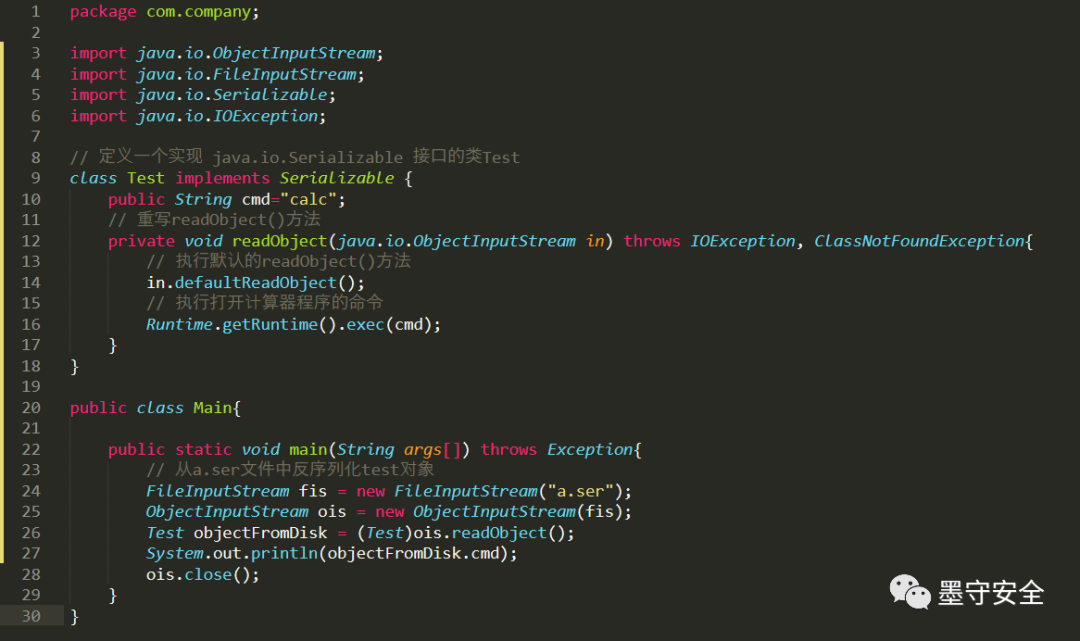 1 package com.company;
2
3 import java.io.ObjectInputStream;
4 import java.io.FileInputStream;
5 import java.io.Serializable;
6 import java.io.IOException;
7
8 // 定义一个实现 java.io.Serializable 接口的类Test
9 class Test implements Serializable {
10     public String cmd="calc";
11     // 重写readObject()方法
12     private void readObject(java.io.ObjectInputStream in) throws IOException, ClassNotFoundException{
13         // 执行默认的readObject()方法
14         in.defaultReadObject();
15         // 执行打开计算器程序的命令
16         Runtime.getRuntime().exec(cmd);
17     }
18 }
19
20 public class Main{
21
22     public static void main(String args[]) throws Exception{
23         // 从a.ser文件中反序列化test对象
24         FileInputStream fis = new FileInputStream("a.ser");
25         ObjectInputStream ois = new ObjectInputStream(fis);
26         Test objectFromDisk = (Test)ois.readObject();
27         System.out.println(objectFromDisk.cmd);
28         ois.close();
29     }
30 }
墨守安全